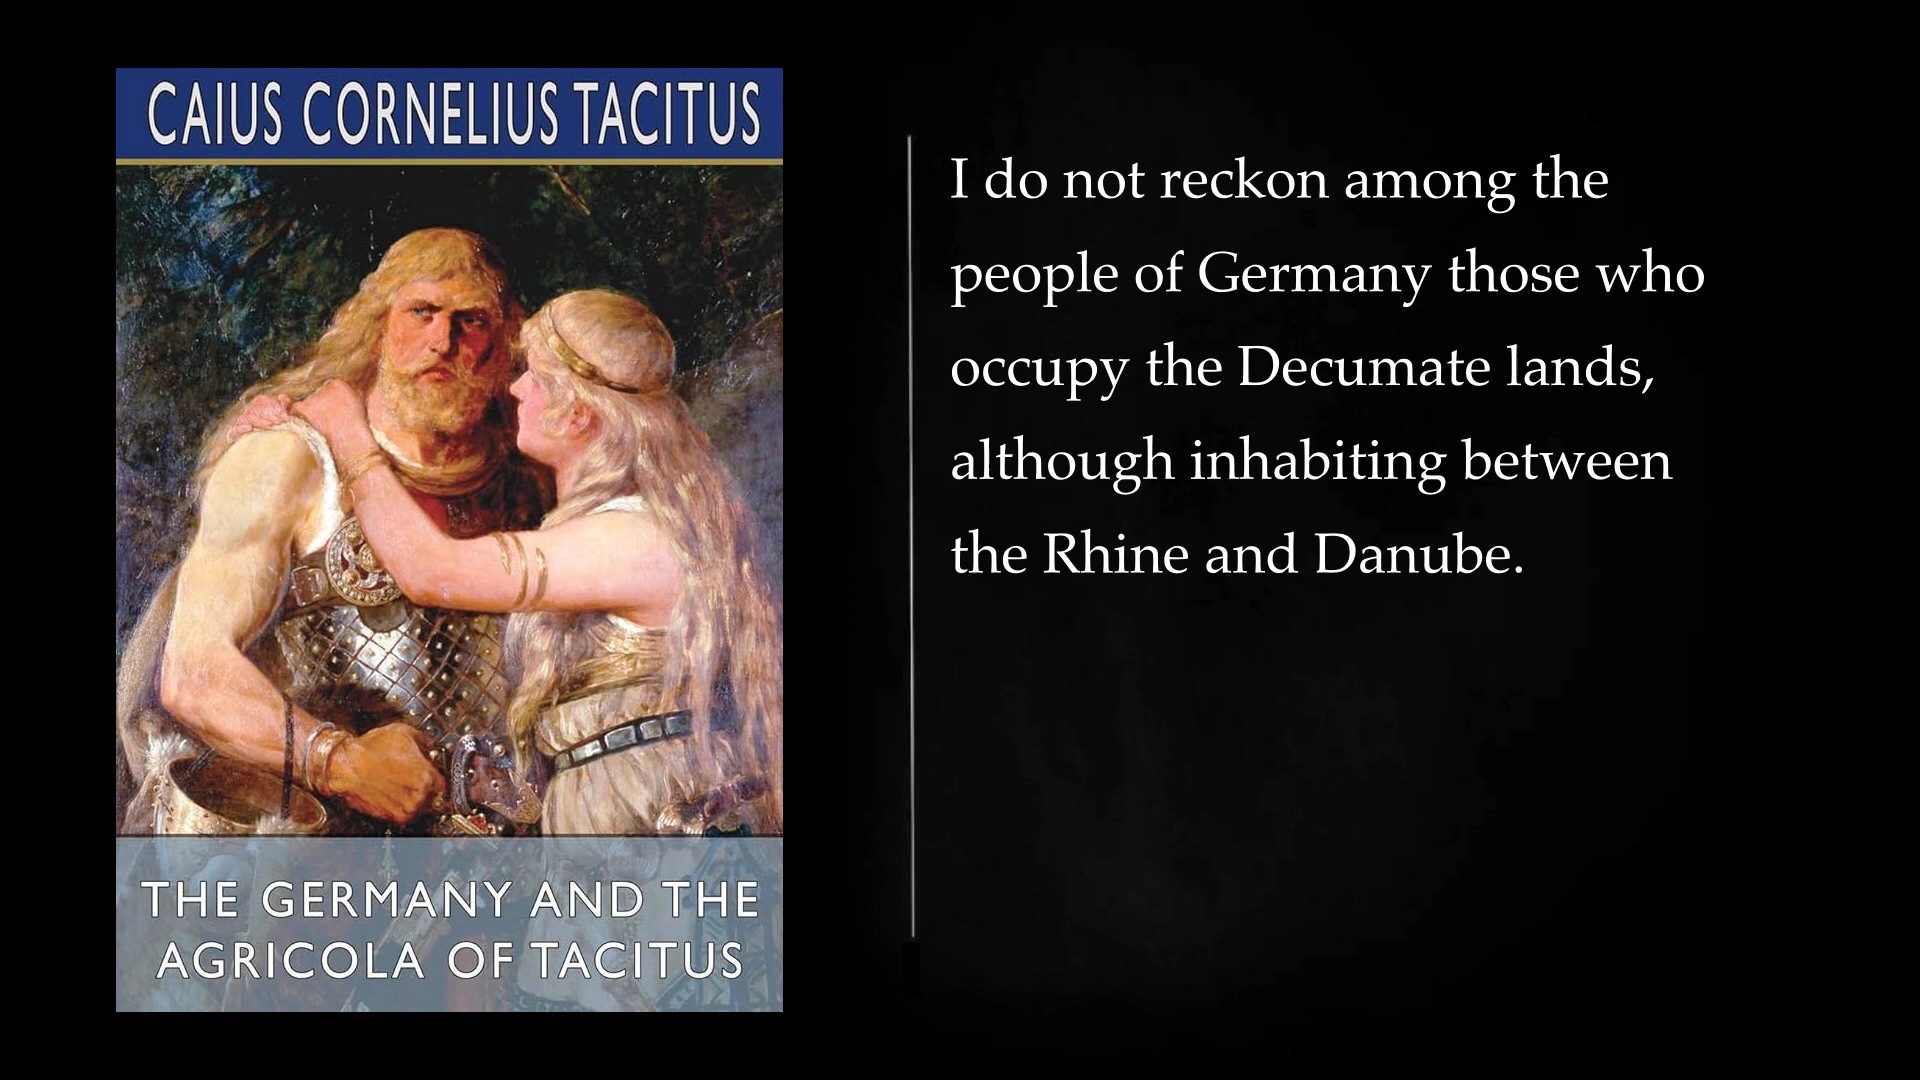 CAIUS CORNELIUS TACITUS
THE GERMANY AND THE
AGRICOLA OF TACITUS
I do not reckon among the
people of Germany those who
occupy the Decumate lands,
although inhabiting between
the Rhine and Danube.